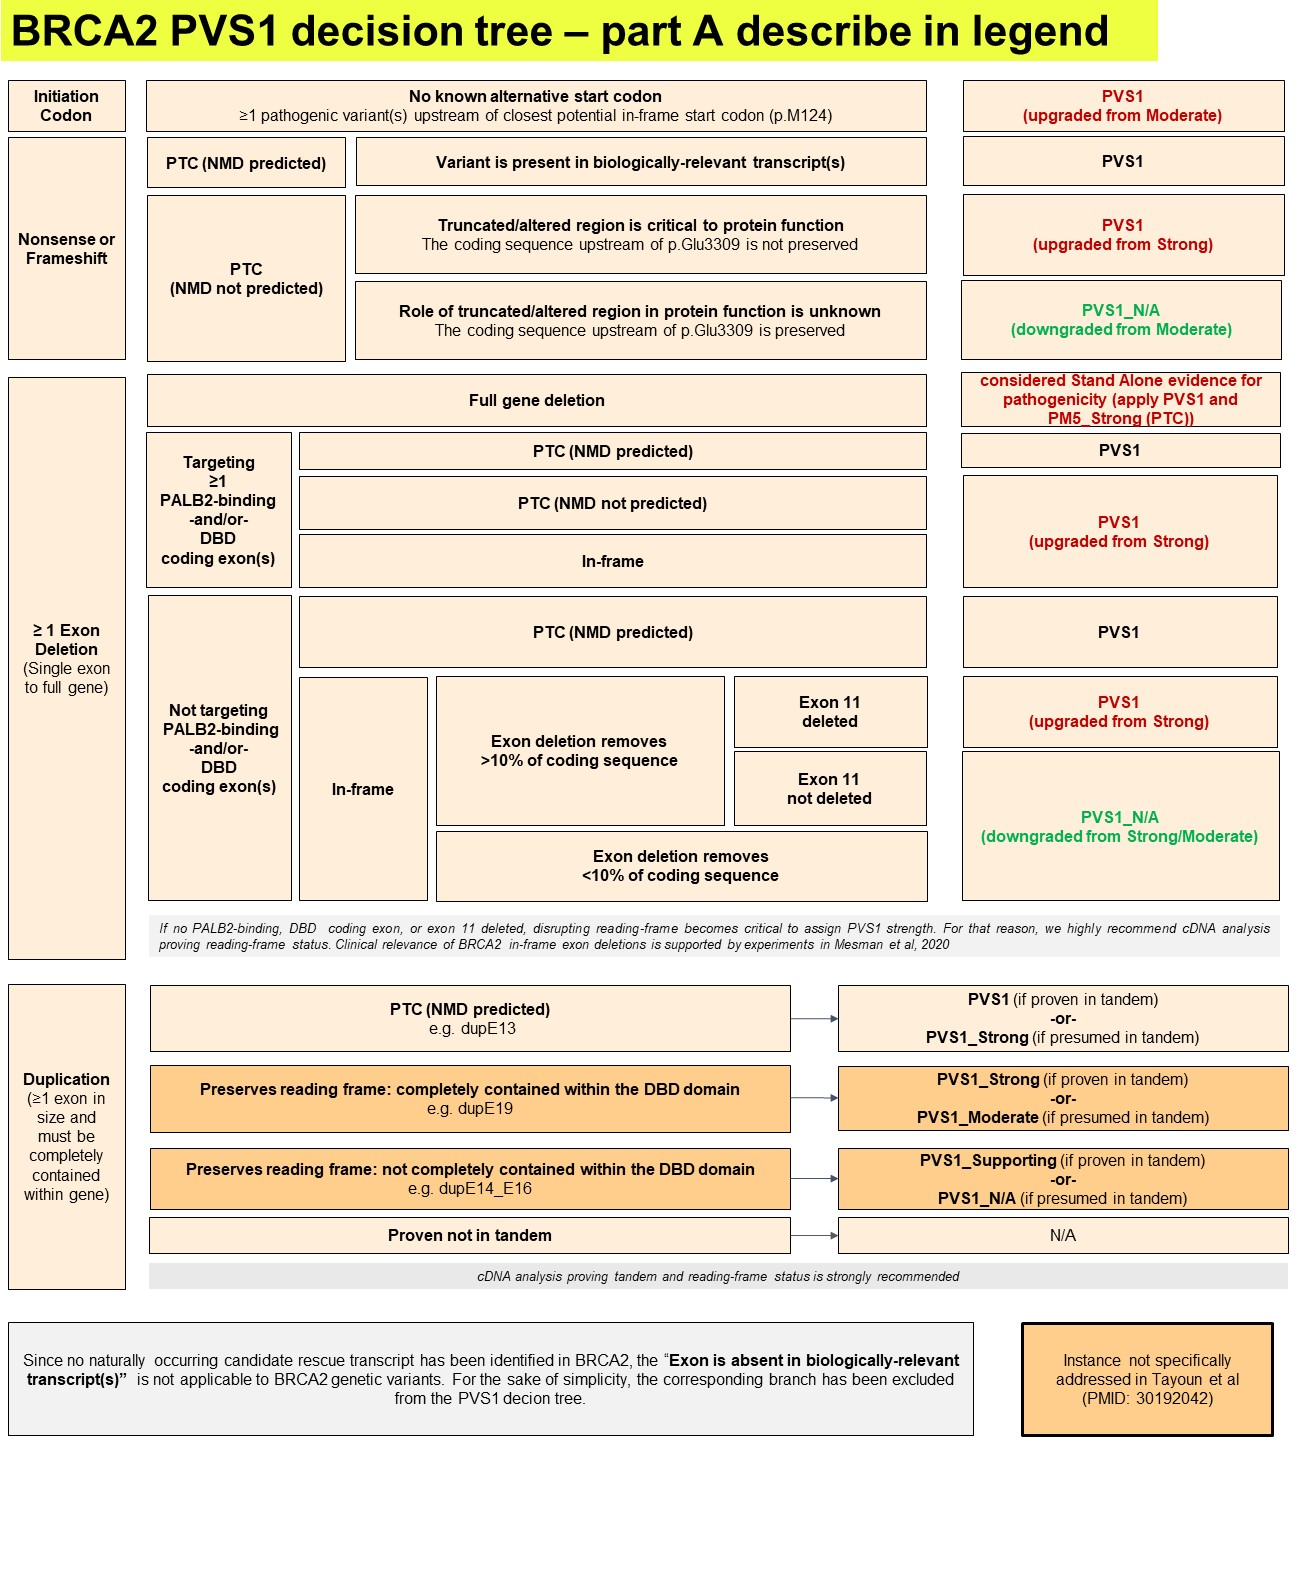 BRCA2 PVS1 decision tree – part A describe in legend
Initiation
Codon
No known alternative start codon
≥1 pathogenic variant(s) upstream of closest potential in-frame start codon (p.M124)
PVS1
(upgraded from Moderate)
Nonsense or
Frameshift
PTC (NMD predicted)
Variant is present in biologically-relevant transcript(s)
PVS1
PTC
(NMD not predicted)
Truncated/altered region is critical to protein function
The coding sequence upstream of p.Glu3309 is not preserved
PVS1
(upgraded from Strong)
Role of truncated/altered region in protein function is unknown
The coding sequence upstream of p.Glu3309 is preserved
PVS1_N/A
(downgraded from Moderate)
≥ 1 Exon
Deletion
(Single exon
to full gene)
Full gene deletion
considered Stand Alone evidence for
pathogenicity (apply PVS1 and
PM5_Strong (PTC))
Targeting
≥1
PALB2-binding
-and/or-
DBD
coding exon(s)
PTC (NMD predicted)
PVS1
PTC (NMD not predicted)
In-frame
PVS1
(upgraded from Strong)
Not targeting
PALB2-binding
-and/or-
DBD
coding exon(s)
PTC (NMD predicted)
PVS1
In-frame
Exon deletion removes
>10% of coding sequence
Exon 11
deleted
PVS1
(upgraded from Strong)
Exon 11
not deleted
Exon deletion removes
<10% of coding sequence
PVS1_N/A
(downgraded from Strong/Moderate)
If no PALB2-binding, DBD coding exon, or exon 11 deleted, disrupting reading-frame becomes critical to assign PVS1 strength. For that reason, we highly recommend cDNA analysis
proving reading-frame status. Clinical relevance of BRCA2 in-frame exon deletions is supported by experiments in Mesman et al, 2020
Duplication
(≥1 exon in
size and
must be
completely
contained
within gene)
PTC (NMD predicted)
e.g. dupE13
PVS1 (if proven in tandem)
-or-
PVS1_Strong (if presumed in tandem)
Preserves reading frame: completely contained within the DBD domain
e.g. dupE19
PVS1_Strong (if proven in tandem)
-or-
PVS1_Moderate (if presumed in tandem)
Preserves reading frame: not completely contained within the DBD domain
e.g. dupE14_E16
PVS1_Supporting (if proven in tandem)
-or-
PVS1_N/A (if presumed in tandem)
Proven not in tandem
N/A
cDNA analysis proving tandem and reading-frame status is strongly recommended
Since no naturally occurring candidate rescue transcript has been identified in BRCA2, the “Exon is absent in biologically-relevant
transcript(s)” is not applicable to BRCA2 genetic variants. For the sake of simplicity, the corresponding branch has been excluded
from the PVS1 decion tree.
Instance not specifically
addressed in Tayoun et al
(PMID: 30192042)